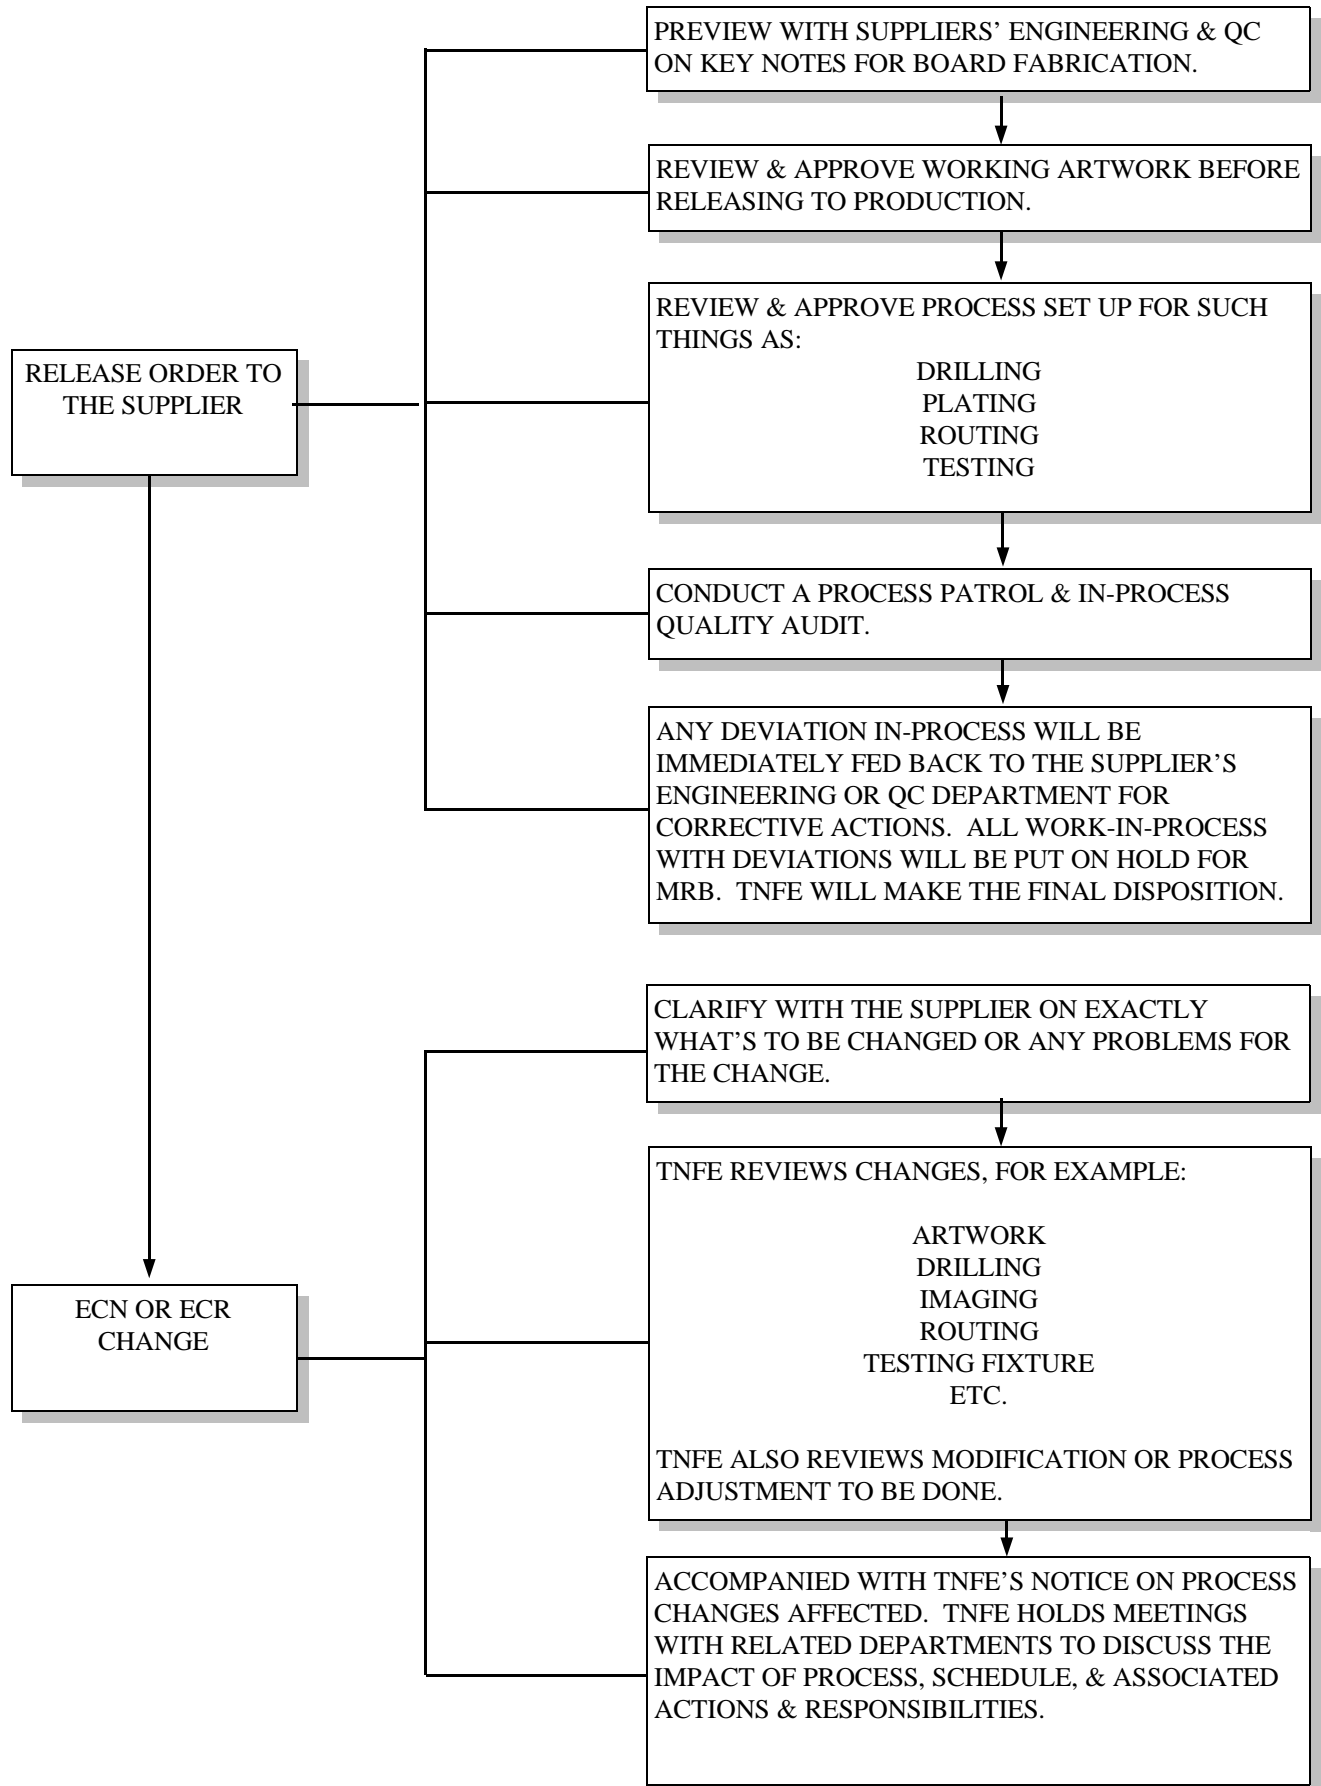 PREVIEW WITH SUPPLIERS’ ENGINEERING & QC
ON KEY NOTES FOR BOARD FABRICATION.
REVIEW & APPROVE WORKING ARTWORK BEFORE
RELEASING TO PRODUCTION.
REVIEW & APPROVE PROCESS SET UP FOR SUCH
THINGS AS:
DRILLING
PLATING
ROUTING
TESTING
RELEASE ORDER TO
THE SUPPLIER
CONDUCT A PROCESS PATROL & IN-PROCESS
QUALITY AUDIT.
ANY DEVIATION IN-PROCESS WILL BE
IMMEDIATELY FED BACK TO THE SUPPLIER’S
ENGINEERING OR QC DEPARTMENT FOR
CORRECTIVE ACTIONS.  ALL WORK-IN-PROCESS
WITH DEVIATIONS WILL BE PUT ON HOLD FOR
MRB.  TNFE WILL MAKE THE FINAL DISPOSITION.
CLARIFY WITH THE SUPPLIER ON EXACTLY
WHAT’S TO BE CHANGED OR ANY PROBLEMS FOR
THE CHANGE.
TNFE REVIEWS CHANGES, FOR EXAMPLE:
ARTWORK
DRILLING
IMAGING
ROUTING
TESTING FIXTURE
ETC.
TNFE ALSO REVIEWS MODIFICATION OR PROCESS
ADJUSTMENT TO BE DONE.
ECN OR ECR
CHANGE
ACCOMPANIED WITH TNFE’S NOTICE ON PROCESS
CHANGES AFFECTED.  TNFE HOLDS MEETINGS
WITH RELATED DEPARTMENTS TO DISCUSS THE
IMPACT OF PROCESS, SCHEDULE, & ASSOCIATED
ACTIONS & RESPONSIBILITIES.